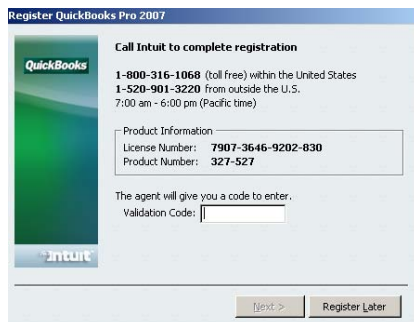 Register QuickBooks Pro 2007
QuickBooks
Call Intuit to complete registration
1-800-316-1068 (toll free) within the United States
1-520-901-3220 from outside the U.S.
7:00 am - 6:00 pm (Pacific time)
Product Information
License Number: 7907-3646-9202-830
Product Number: 327-527
The agent will give you a code to enter.
Validation Code:
Intuit
Next >
Register Later